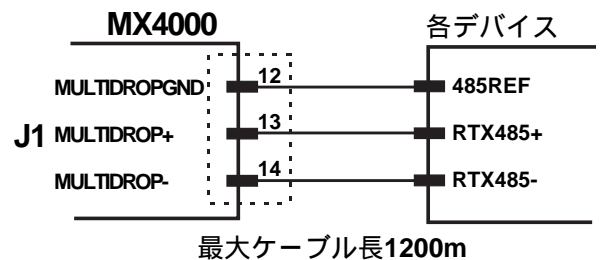 MX4000 各デバイス
MULTIDROPGND 12 485REF
J1 MULTIDROP+ 13 RTX485+
MULTIDROP- 14 RTX485-
最大ケーブル長1200m